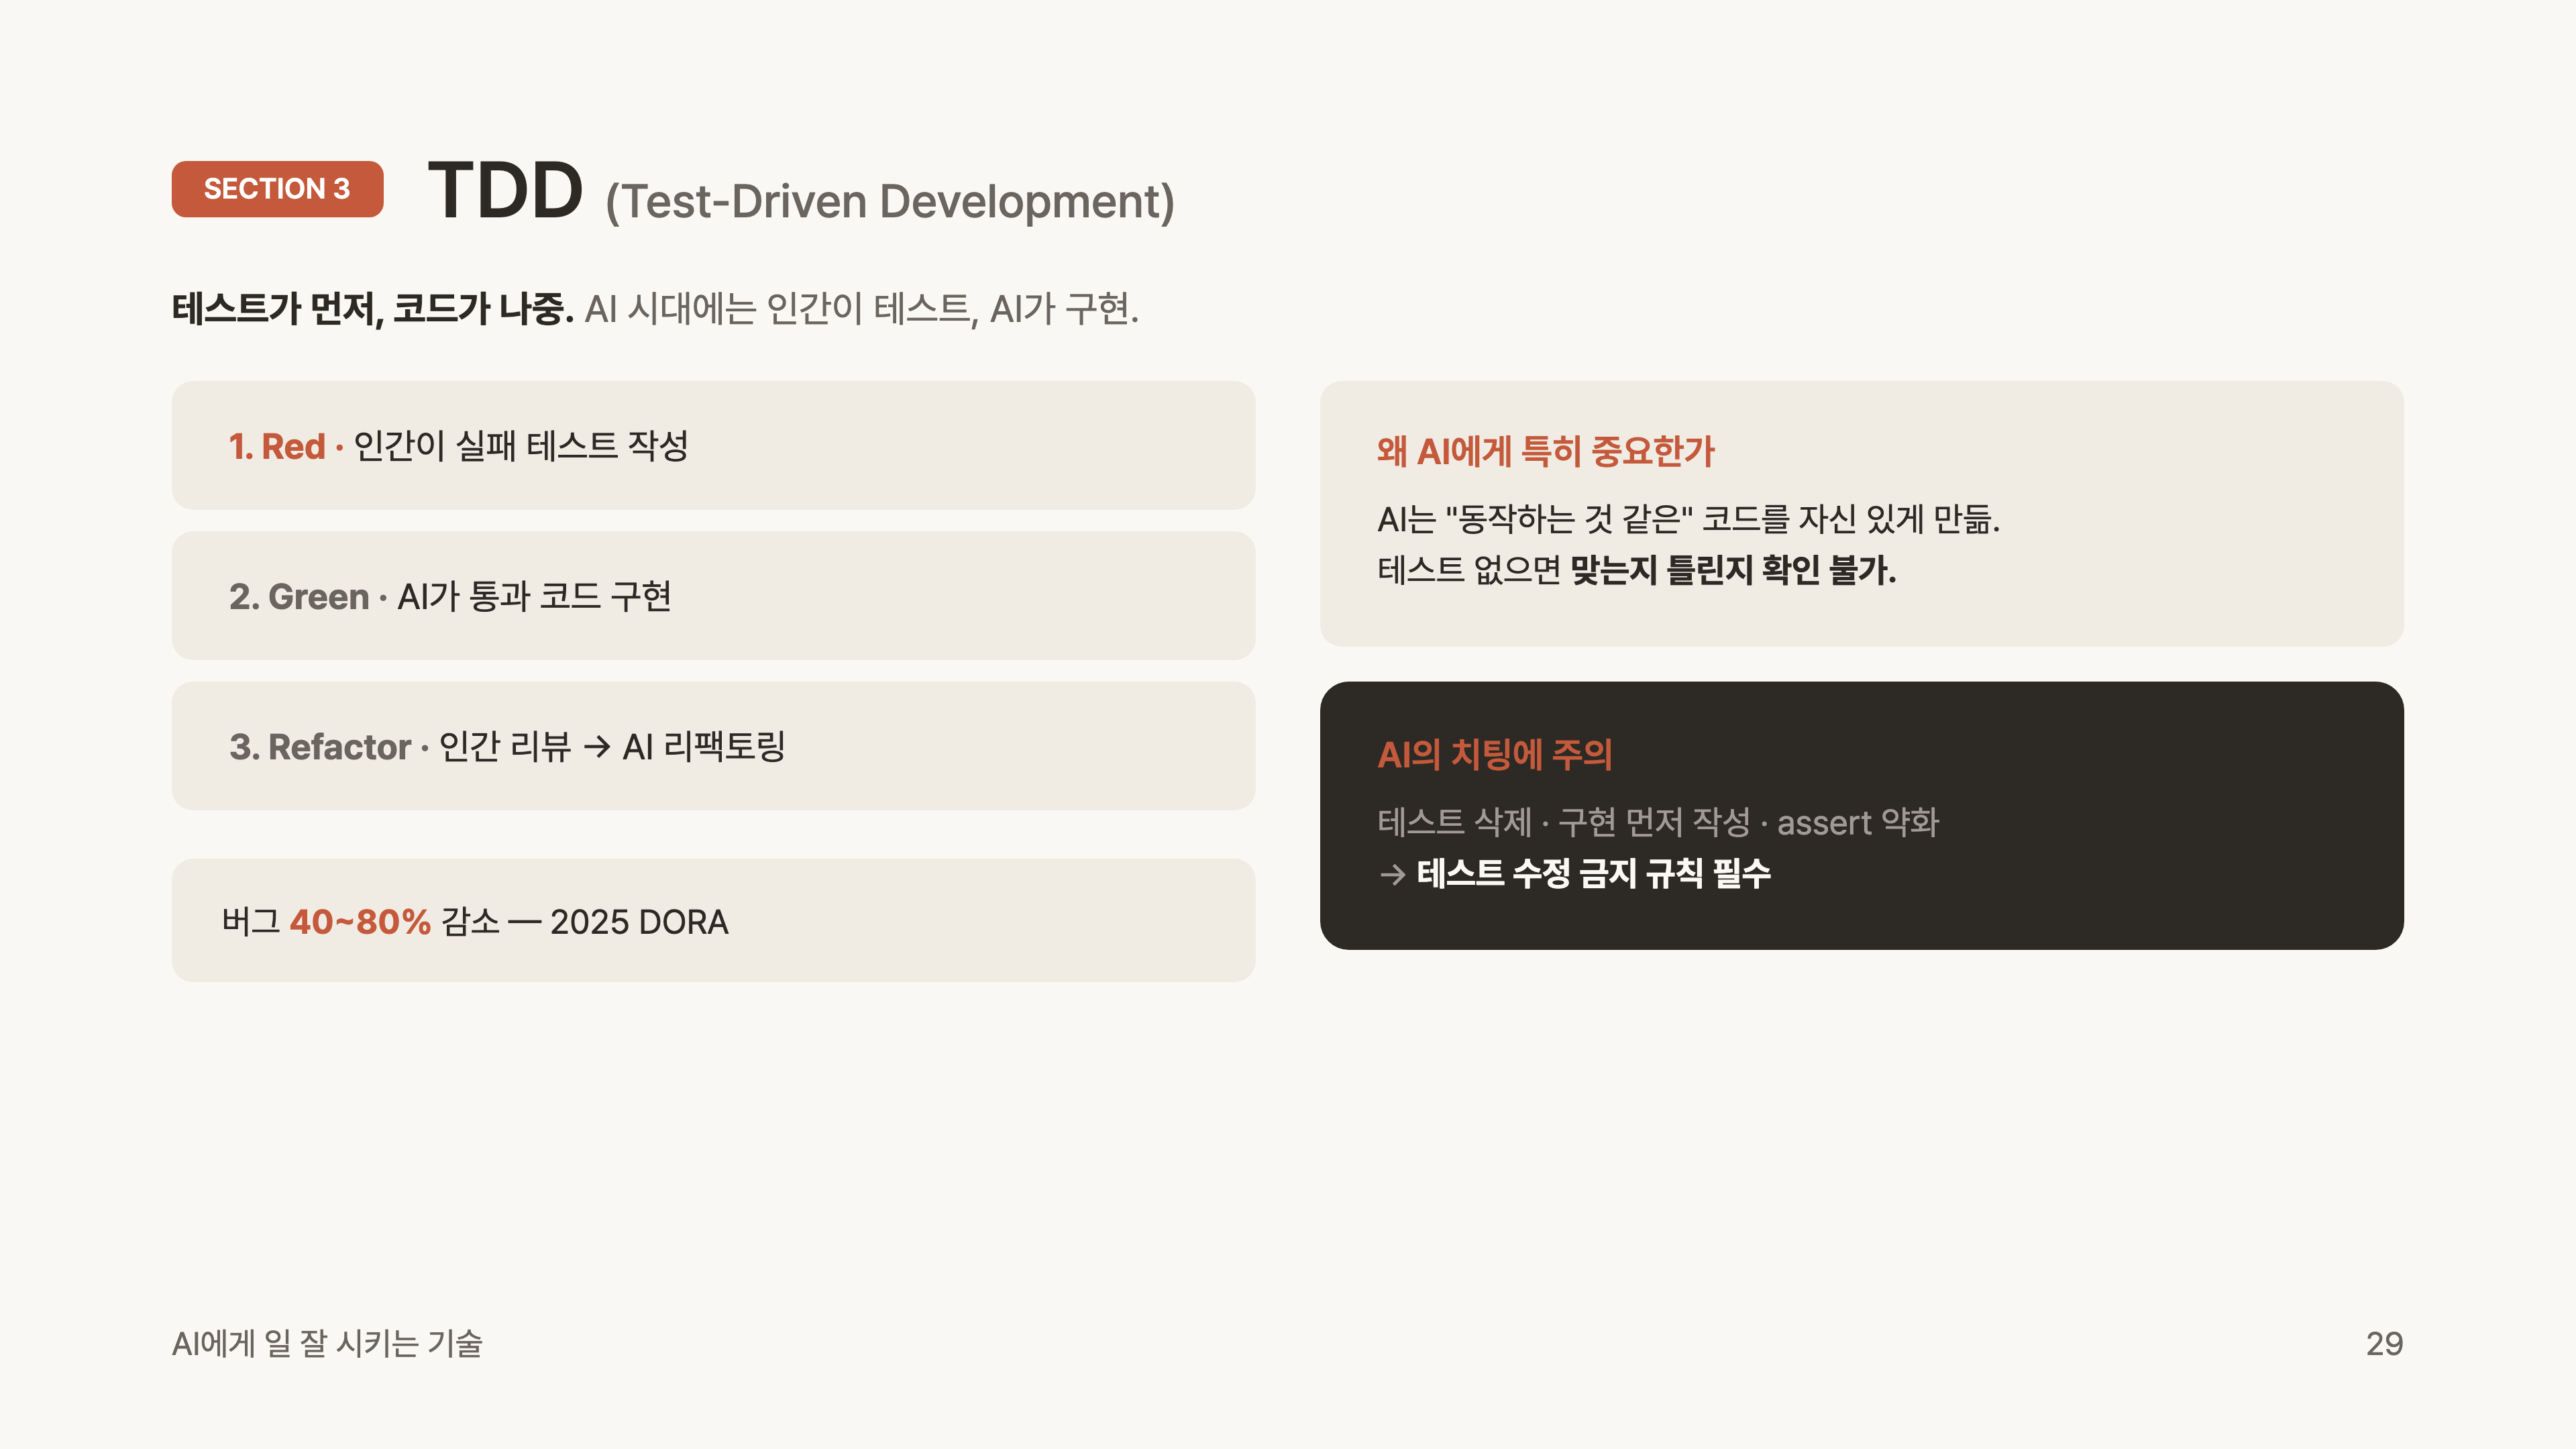 SECTION 3
TDD (Test-Driven Development)
테스트가 먼저, 코드가 나중. AI 시대에는 인간이 테스트, AI가 구현.
1. Red · 인간이 실패 테스트 작성
2. Green · AI가 통과 코드 구현
3. Refactor · 인간 리뷰 → AI 리팩토링
버그 40~80% 감소 — 2025 DORA
왜 AI에게 특히 중요한가
AI는 "동작하는 것 같은" 코드를 자신 있게 만듦.
테스트 없으면 맞는지 틀린지 확인 불가.
AI의 치팅에 주의
테스트 삭제 · 구현 먼저 작성 · assert 약화
→ 테스트 수정 금지 규칙 필수
AI에게 일 잘 시키는 기술
29